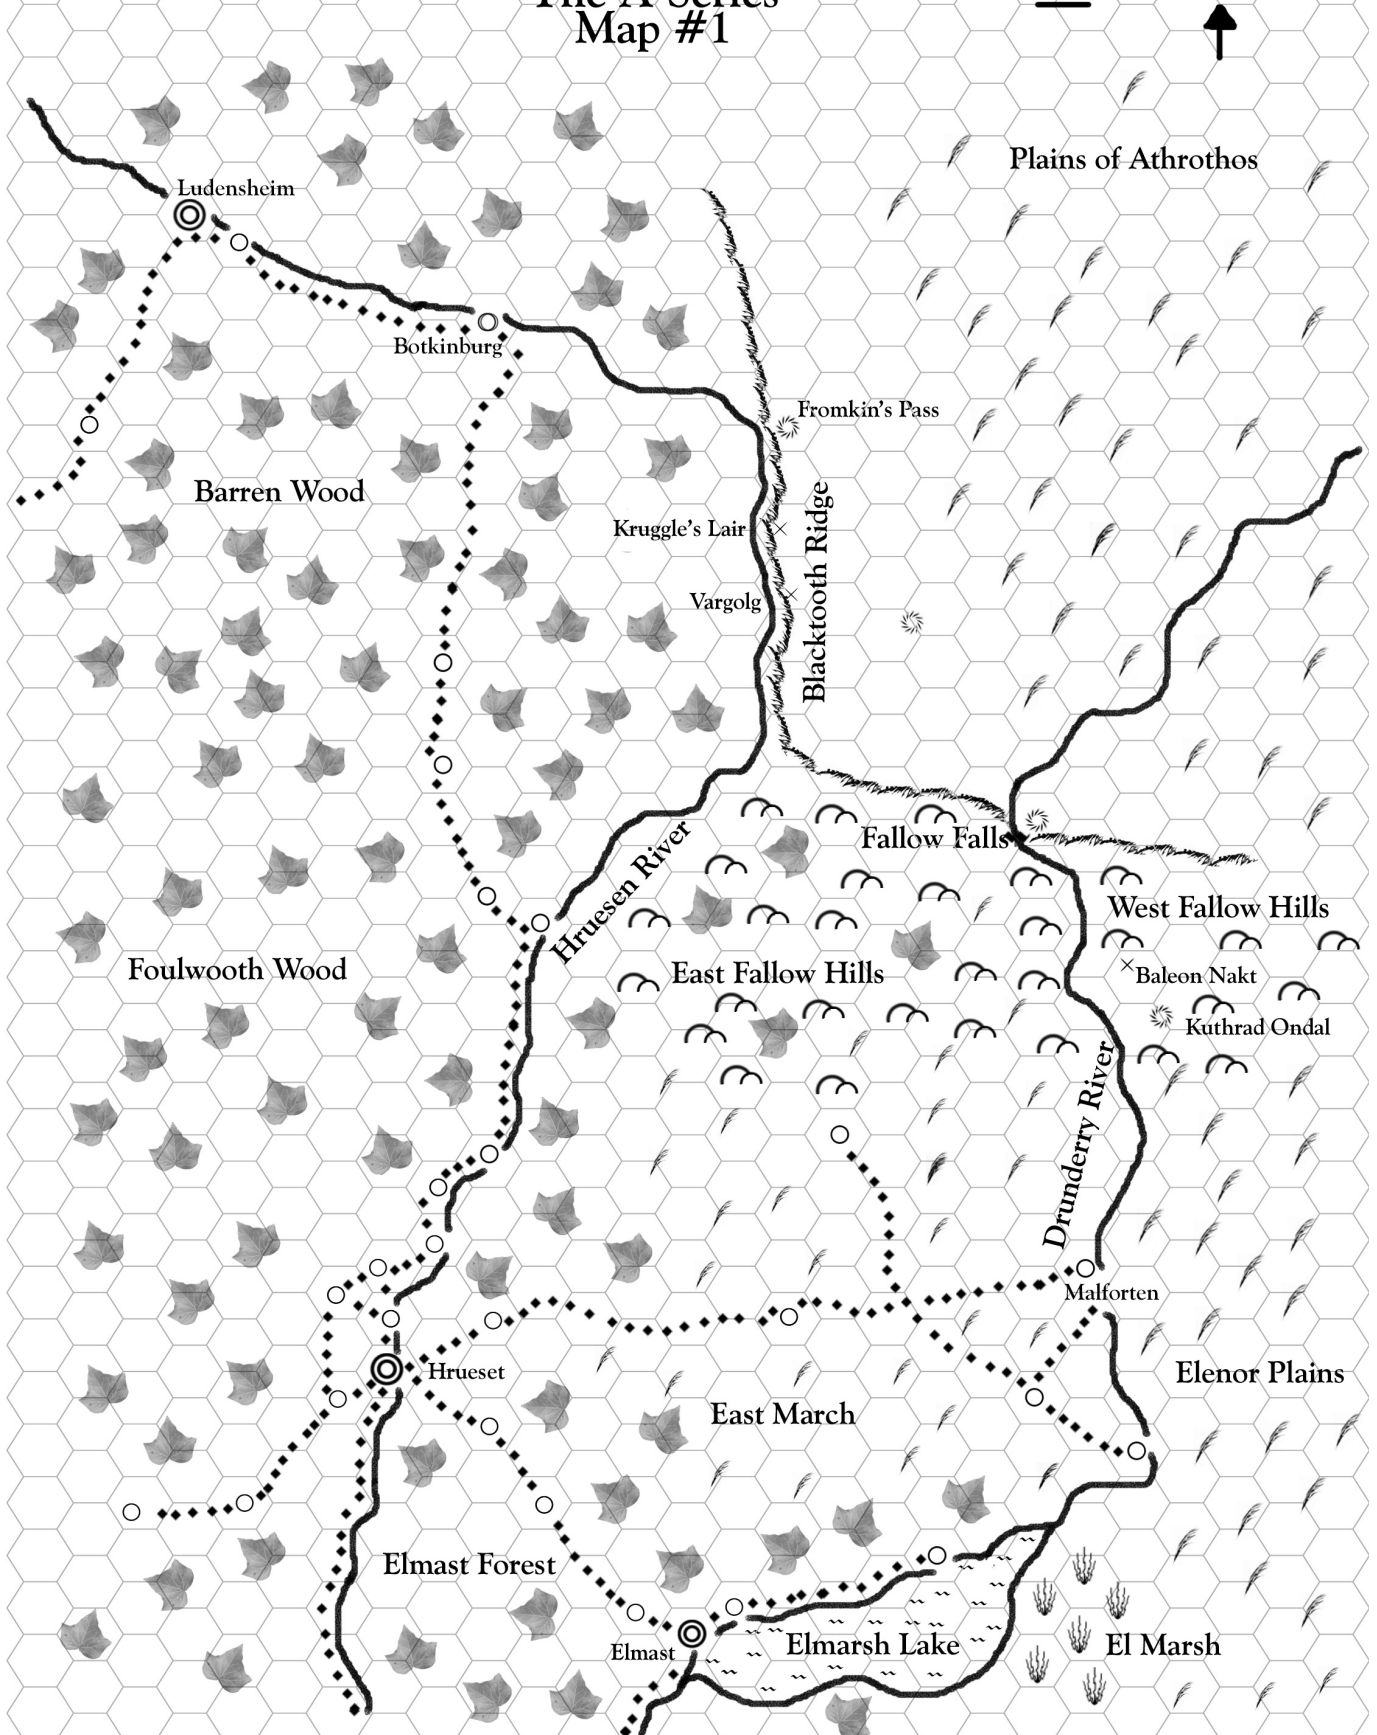 The A Series
Map #1
Plains of Athrothos
Ludensheim
Botkinburg
Fromkin's Pass
Barren Wood
Kruggle's Lair
Blacktooth Ridge
Vargolg
Fallow Falls
Hruesen River
West Fallow Hills
Foulwooth Wood
East Fallow Hills
Baleon Nakt
Kuthrad Ondal
Drunderry River
Malforten
Hrueset
Elenor Plains
East March
Elmast Forest
Elmast
Elmarsh Lake
El Marsh